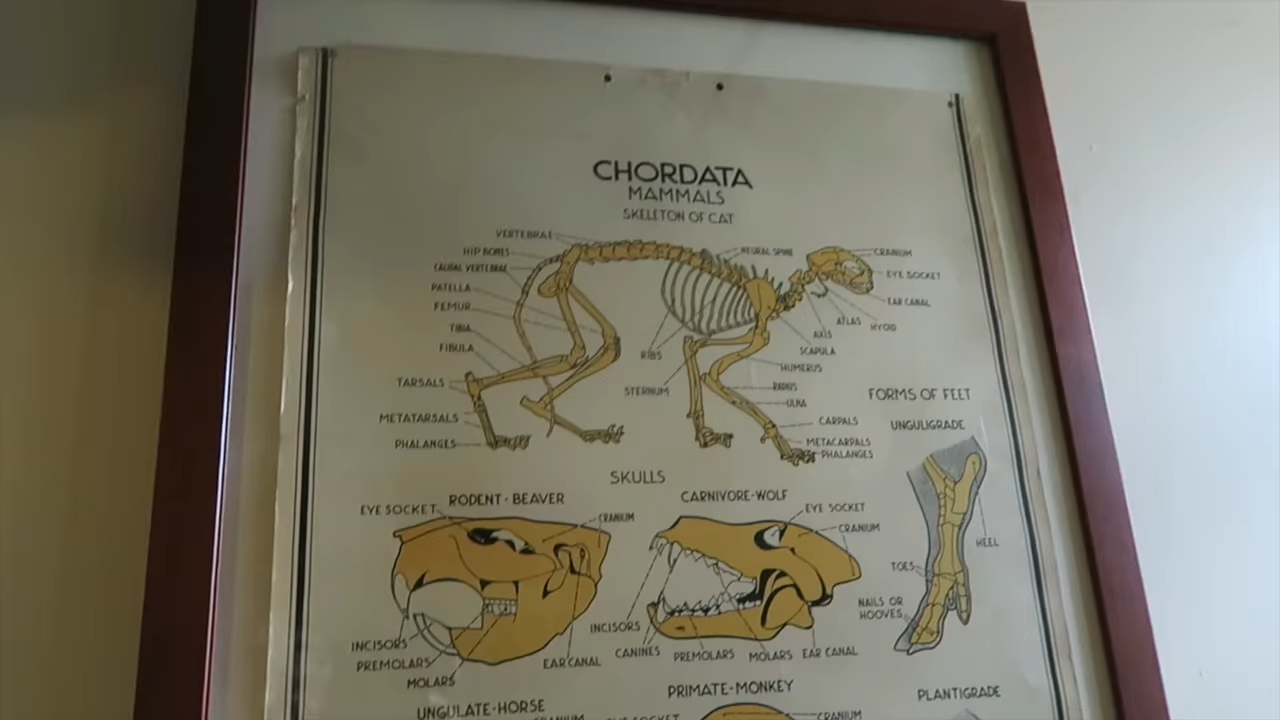 CHORDATA
MAMMALS
SKELETON OF CAT
VERTEBRAE
HIP BONES
CAUDAL VERTEBRAE
PATELLA
FEMUR
TIBIA
FIBULA
TARSALS
METATARSALS
PHALANGES
NEURAL SPINE
CRANIUM
EYE SOCKET
EAR CANAL
HYOID
ATLAS
AXIS
SCAPULA
HUMERUS
RADIUS
ULNA
CARPALS
METACARPALS
PHALANGES
RIBS
STERNUM
FORMS OF FEET
UNGULIGRADE
HEEL
TOES
NAILS OR
HOOVES
SKULLS
RODENT-BEAVER
EYE SOCKET
CRANIUM
INCISORS
PREMOLARS
MOLARS
EAR CANAL
CARNIVORE-WOLF
EYE SOCKET
CRANIUM
INCISORS
CANINES
PREMOLARS
MOLARS
EAR CANAL
UNGULATE-HORSE
CRANIUM
PRIMATE-MONKEY
EYE SOCKET
CRANIUM
PLANTIGRADE